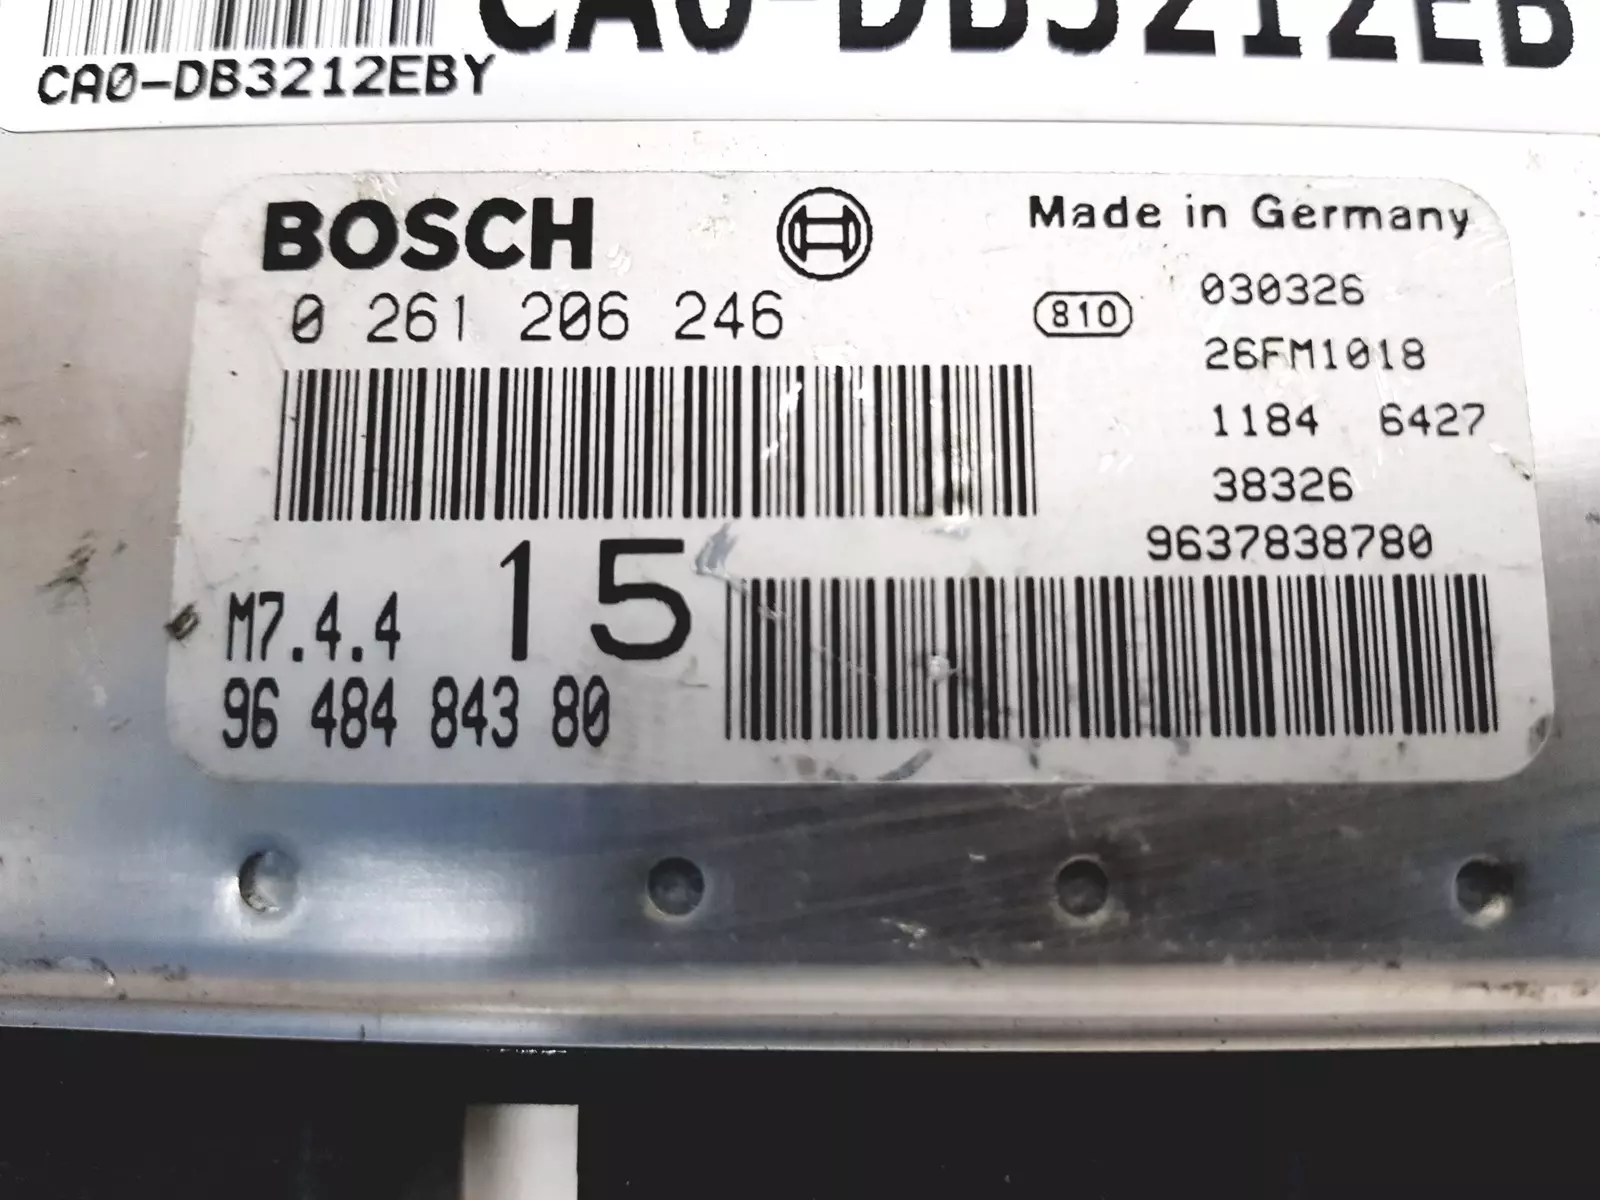 CA0-DB3212EB
CA0-DB3212EBY
BOSCH
Made in Germany
0 261 206 246
810
030326
26FM1018
1184 6427
38326
9637838780
15
M7.4.4
96 484 843 80